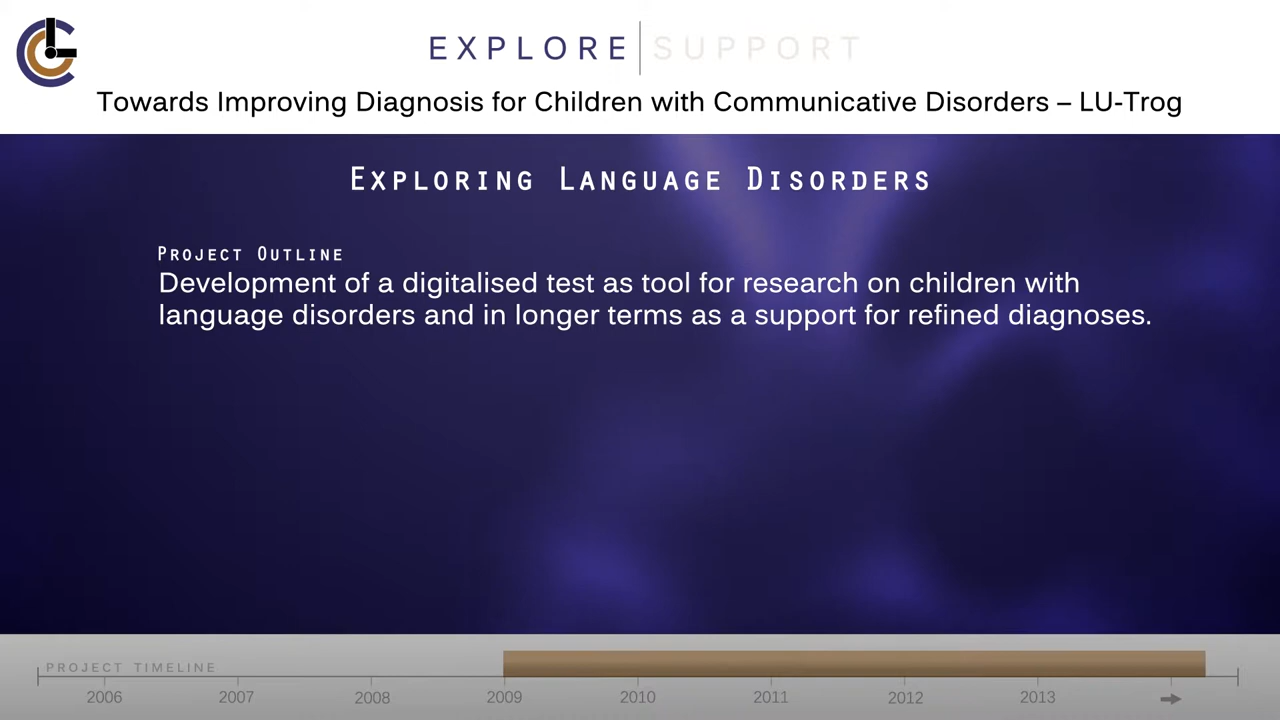 EXPLORE SUPPORT
Towards Improving Diagnosis for Children with Communicative Disorders – LU-Trog
Exploring Language Disorders
Project Outline
Development of a digitalised test as tool for research on children with
language disorders and in longer terms as a support for refined diagnoses.
PROJECT TIMELINE
2006 2007 2008 2009 2010 2011 2012 2013